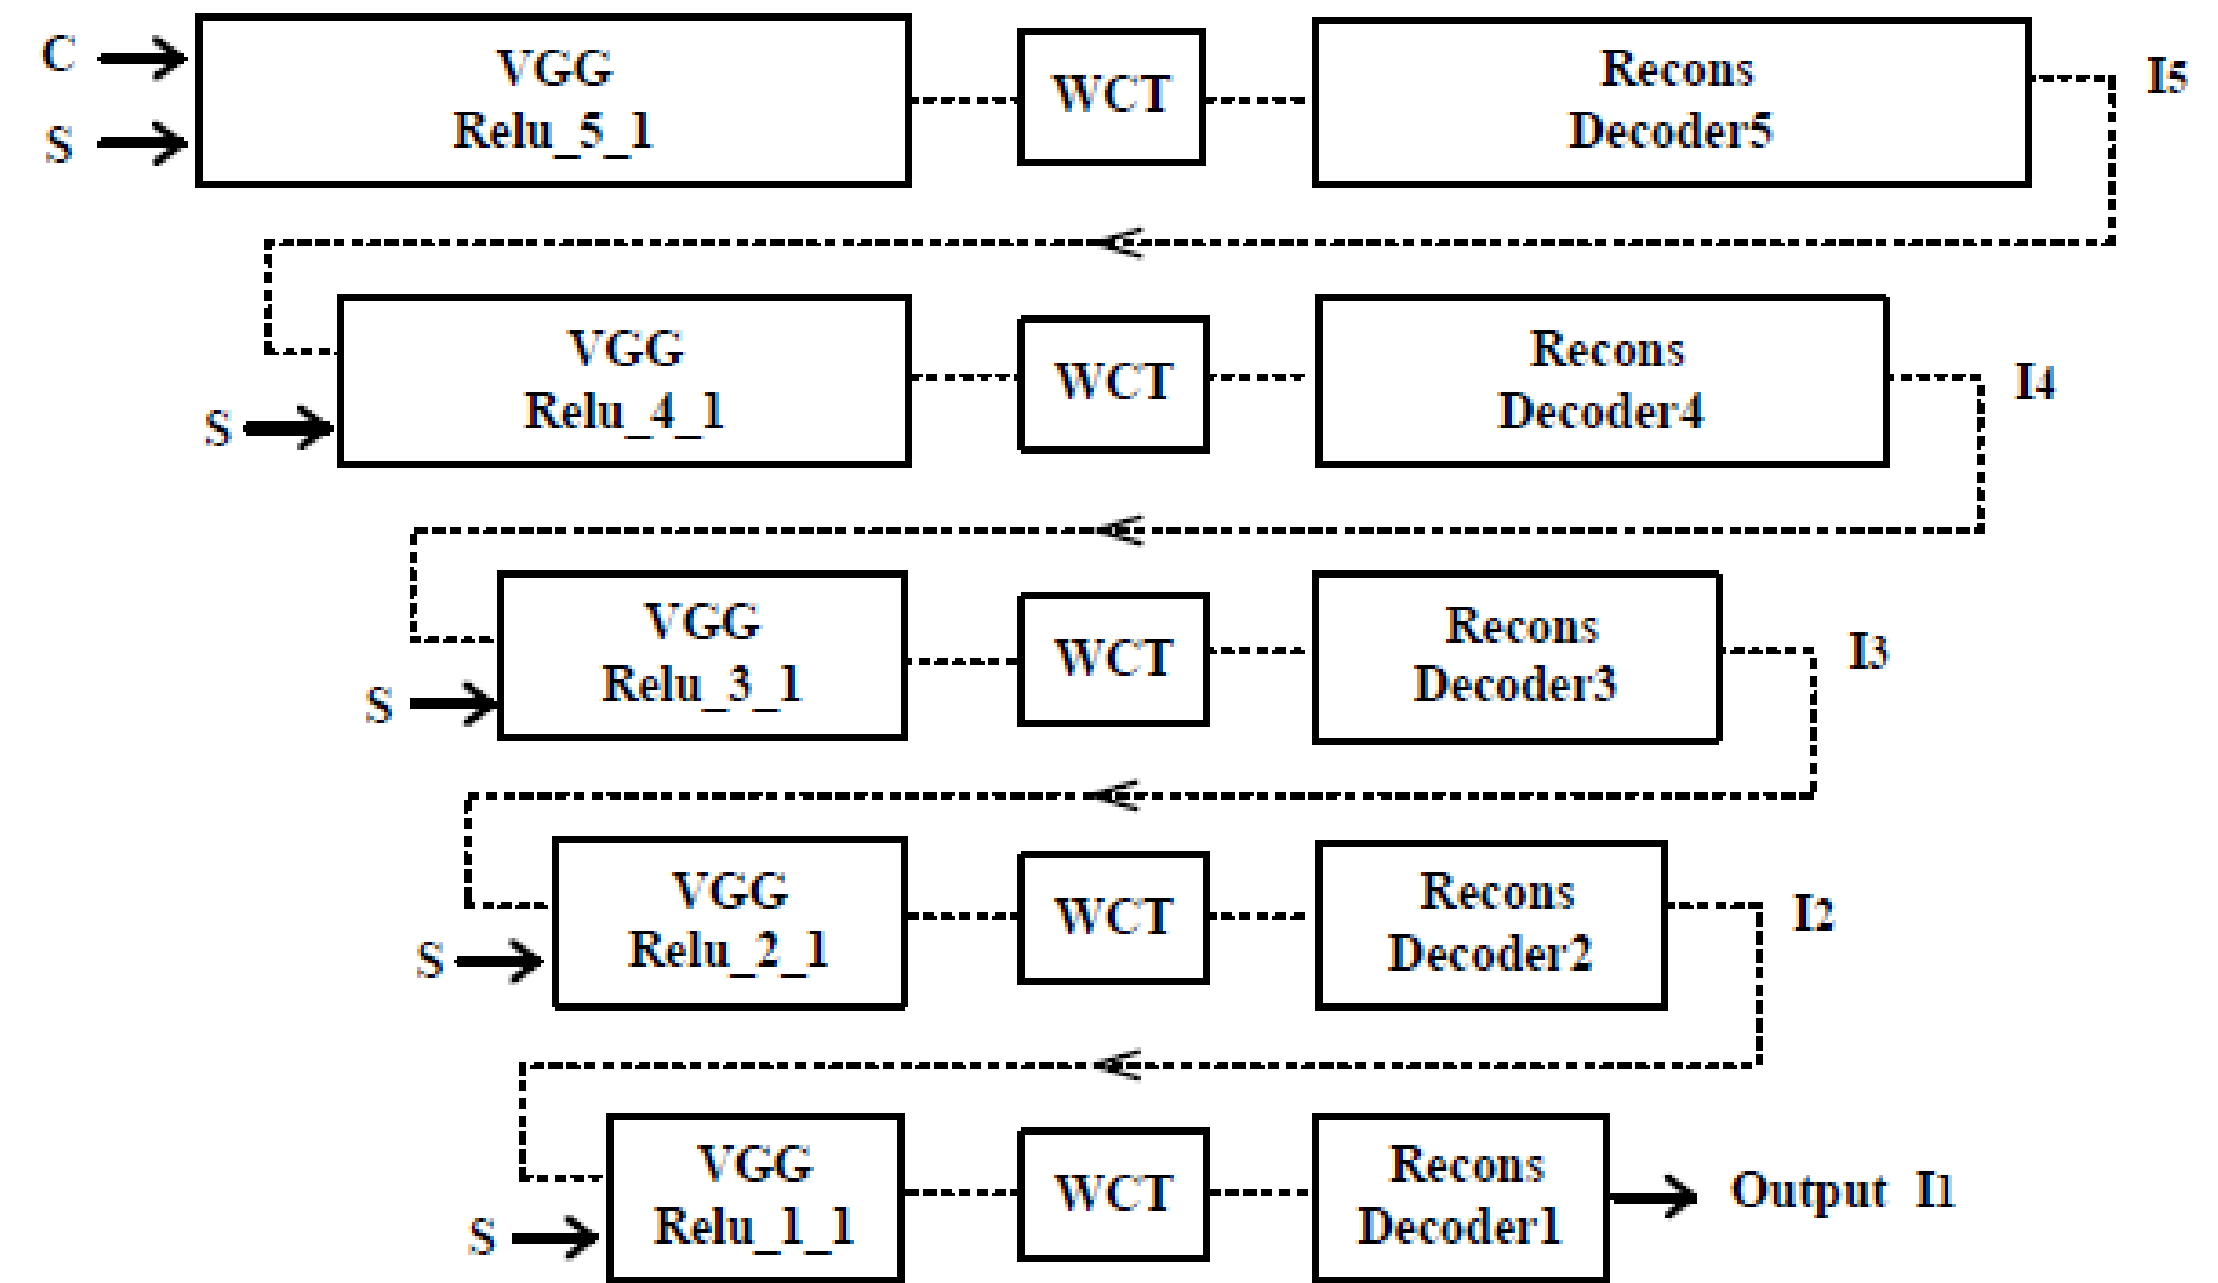 C
S
VGG
Relu_5_1
WCT
Recons
Decoder5
I5
S
VGG
Relu_4_1
WCT
Recons
Decoder4
I4
S
VGG
Relu_3_1
WCT
Recons
Decoder3
I3
S
VGG
Relu_2_1
WCT
Recons
Decoder2
I2
S
VGG
Relu_1_1
WCT
Recons
Decoder1
Output I1